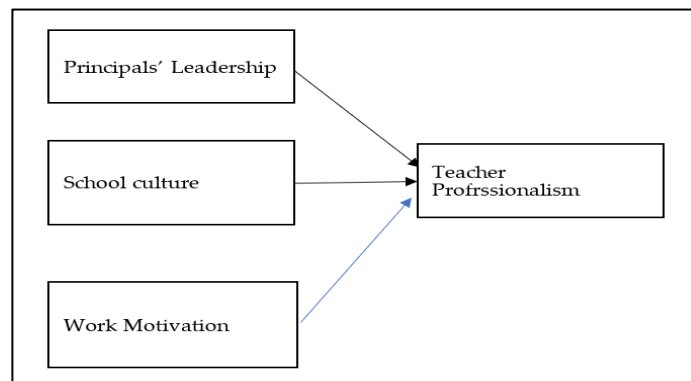 Principals’ Leadership
School culture
Teacher
Profrssionalism
Work Motivation